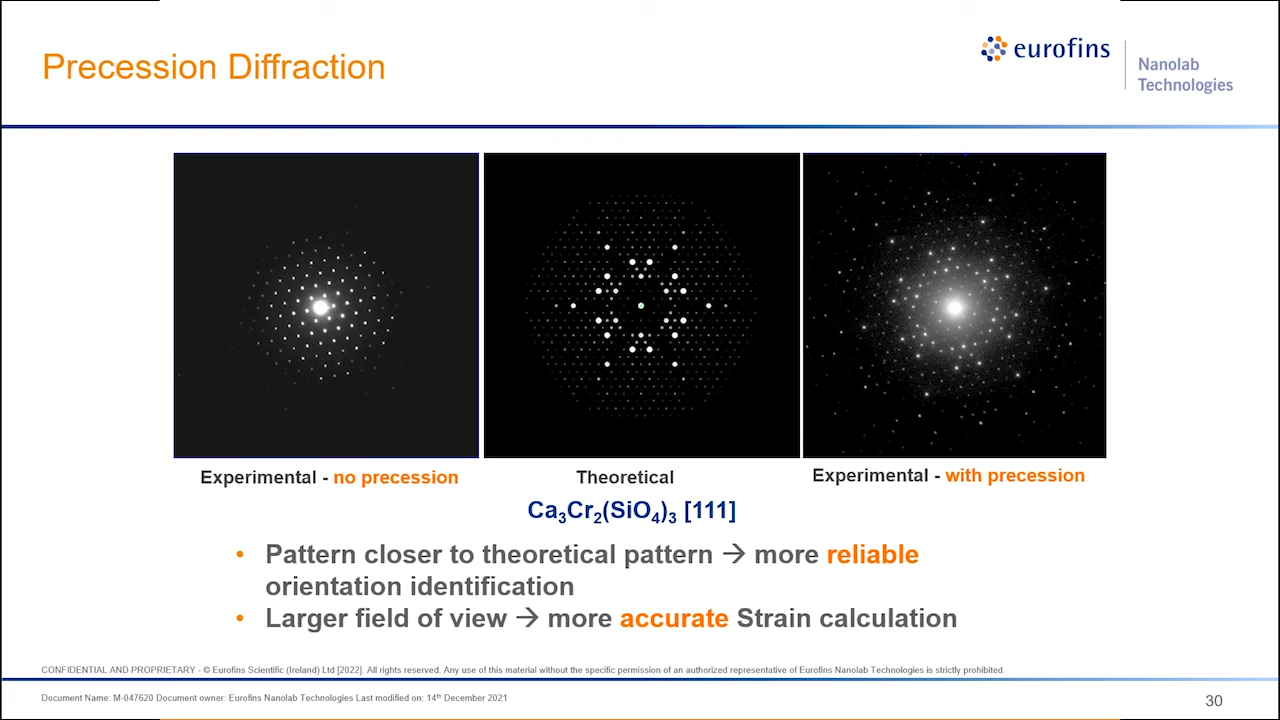 Precession Diffraction
eurofins
Nanolab
Technologies
Experimental - no precession
Theoretical
Experimental - with precession
Ca₃Cr₂(SiO₄)₃ [111]
• Pattern closer to theoretical pattern → more reliable
orientation identification
• Larger field of view → more accurate Strain calculation
CONFIDENTIAL AND PROPRIETARY - © Eurofins Scientific (Ireland) Ltd [2022]. All rights reserved. Any use of this material without the specific permission of an authorized representative of Eurofins Nanolab Technologies is strictly prohibited.
Document Name: M-047620 Document owner: Eurofins Nanolab Technologies Last modified on: 14th December 2021
30